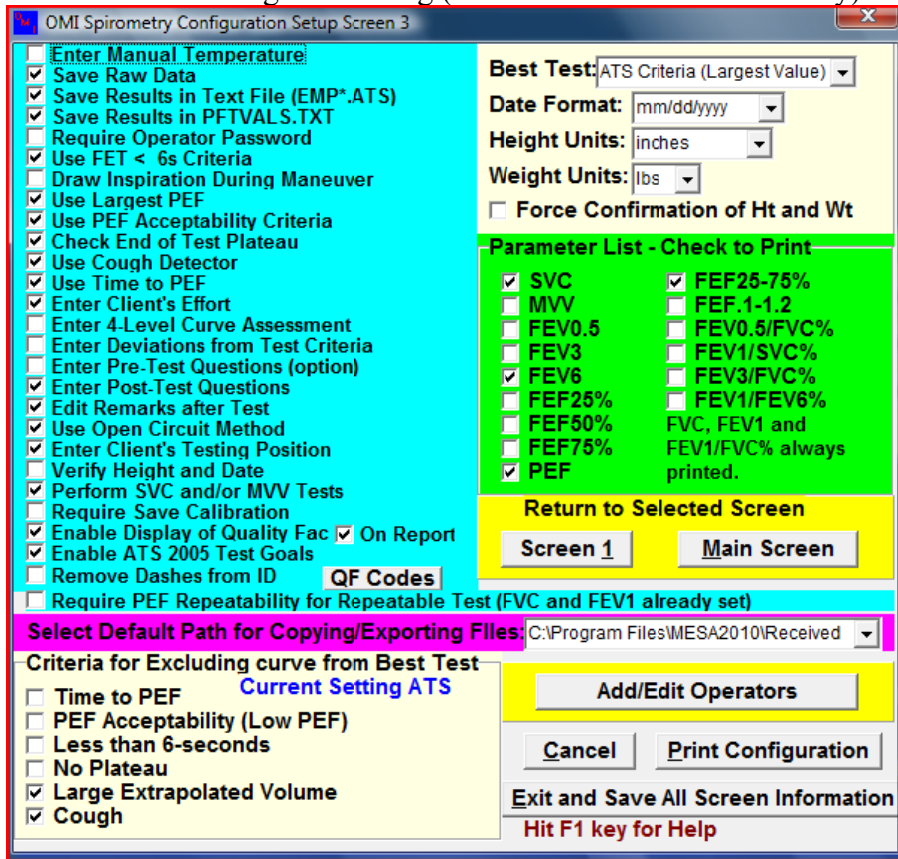 OMI Spirometry Configuration Setup Screen 3
Enter Manual Temperature
Save Raw Data
Save Results in Text File (EMP*.ATS)
Save Results in PFTVALS.TXT
Require Operator Password
Use FET < 6s Criteria
Draw Inspiration During Maneuver
Use Largest PEF
Use PEF Acceptability Criteria
Check End of Test Plateau
Use Cough Detector
Use Time to PEF
Enter Client's Effort
Enter 4-Level Curve Assessment
Enter Deviations from Test Criteria
Enter Pre-Test Questions (option)
Enter Post-Test Questions
Edit Remarks after Test
Use Open Circuit Method
Enter Client's Testing Position
Verify Height and Date
Perform SVC and/or MVV Tests
Require Save Calibration
Enable Display of Quality Fac On Report
Enable ATS 2005 Test Goals
Remove Dashes from ID QF Codes
Require PEF Repeatability for Repeatable Test (FVC and FEV1 already set)
Best Test: ATS Criteria (Largest Value)
Date Format: mm/dd/yyyy
Height Units: inches
Weight Units: lbs
Force Confirmation of Ht and Wt
Parameter List - Check to Print
SVC FEF25-75%
MVV FEF.1-1.2
FEV0.5 FEV0.5/FVC%
FEV3 FEV1/SVC%
FEV6 FEV3/FVC%
FEF25% FEV1/FEV6%
FEF50% FVC, FEV1 and
FEF75% FEV1/FVC% always
PEF printed.
Return to Selected Screen
Screen 1 Main Screen
Select Default Path for Copying/Exporting FIles: C:\Program Files\MESA2010\Received
Criteria for Excluding curve from Best Test
Current Setting ATS
Time to PEF
PEF Acceptability (Low PEF)
Less than 6-seconds
No Plateau
Large Extrapolated Volume
Cough
Add/Edit Operators
Cancel Print Configuration
Exit and Save All Screen Information
Hit F1 key for Help